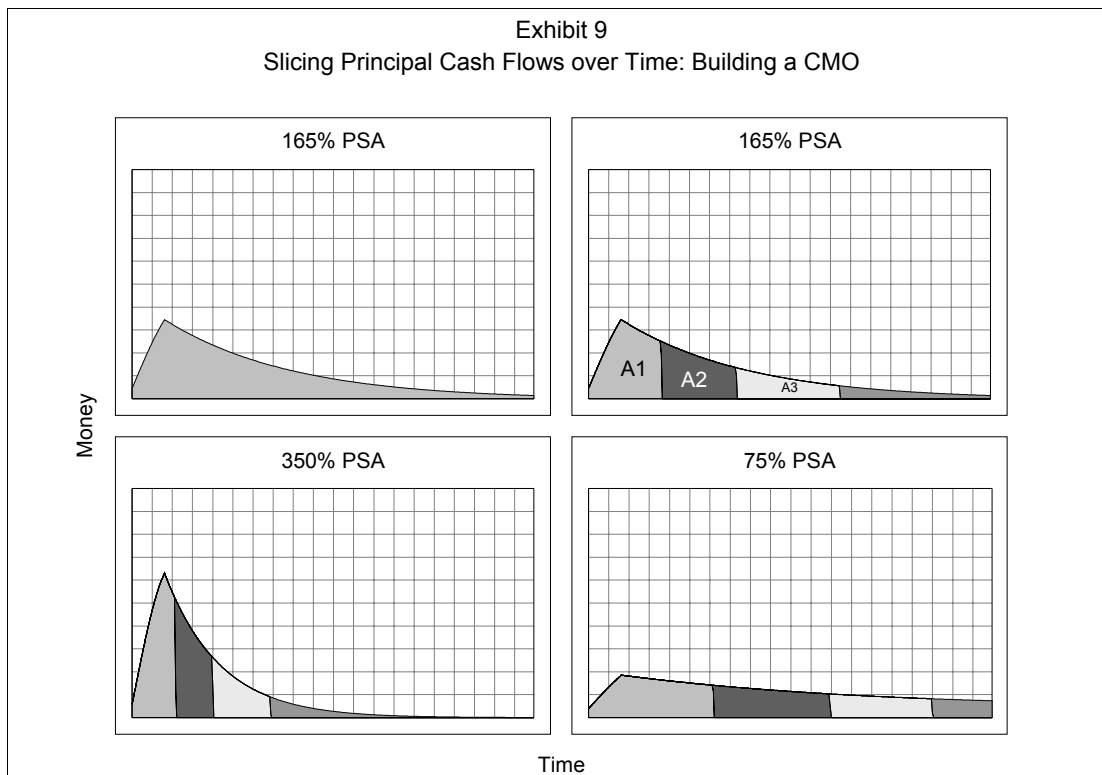 Exhibit 9
Slicing Principal Cash Flows over Time: Building a CMO
165% PSA
165% PSA
A1
A2
A3
Money
350% PSA
75% PSA
Time